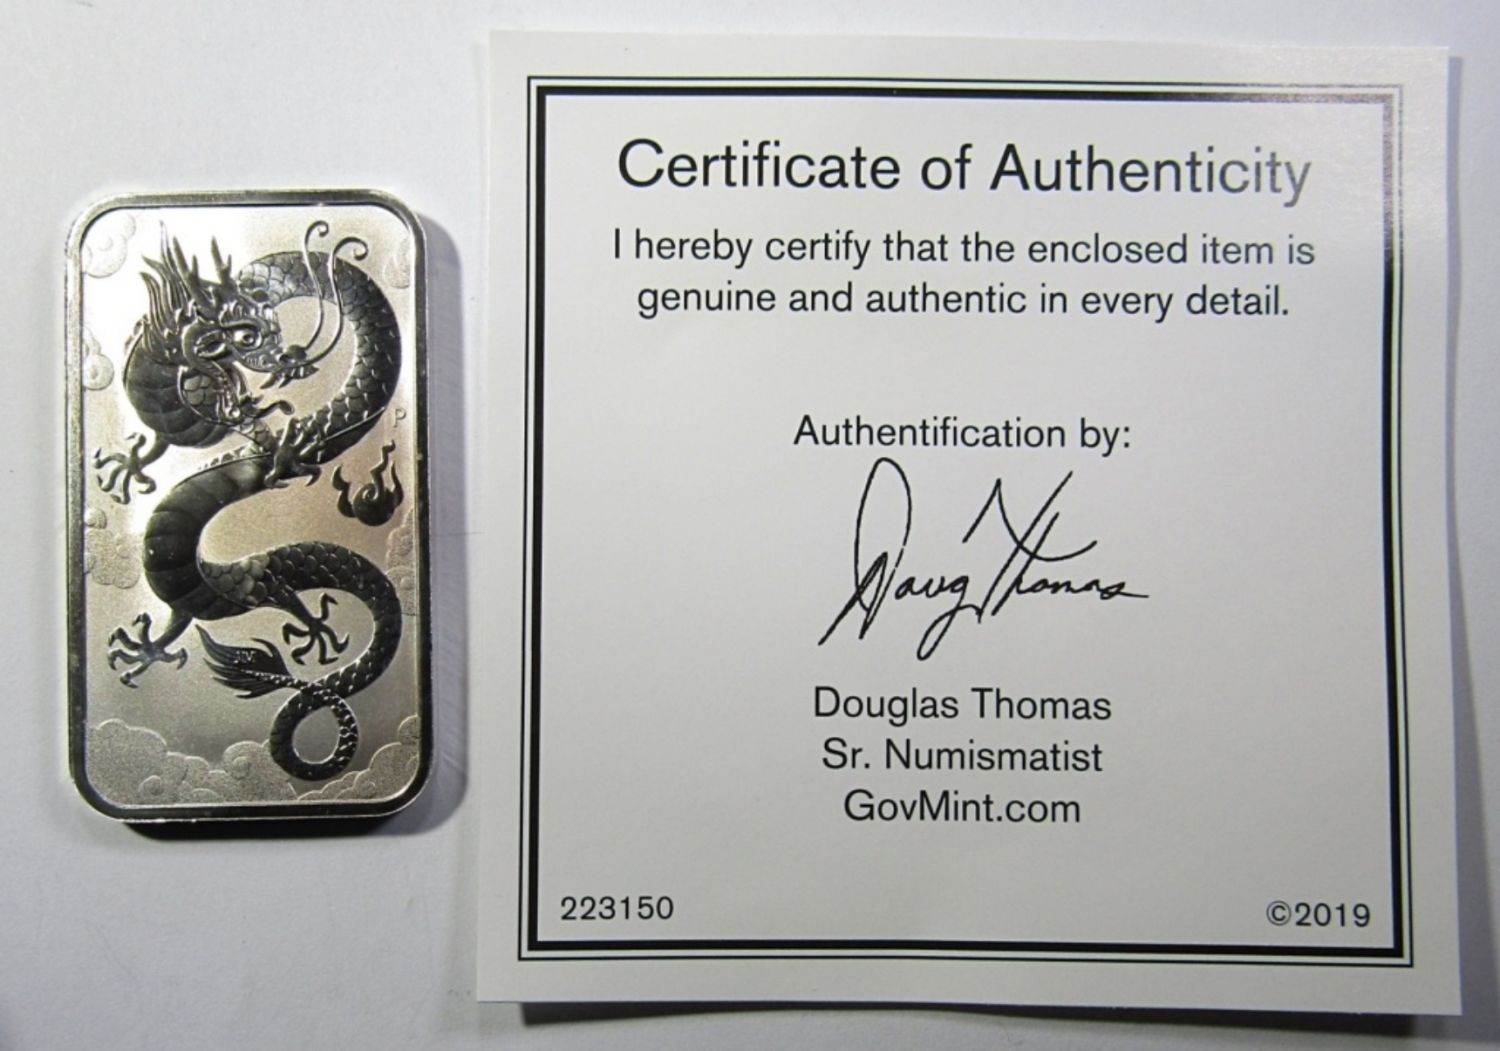 Certificate of Authenticity
I hereby certify that the enclosed item is
genuine and authentic in every detail.
Authentification by:
Doug Thomas
Douglas Thomas
Sr. Numismatist
GovMint.com
223150
©2019
P